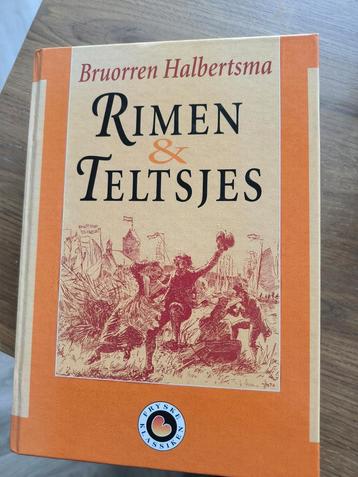 Bruorren Halbertsma
RIMEN
&
TELTSJES
FRYSKE
KLASSIKEN